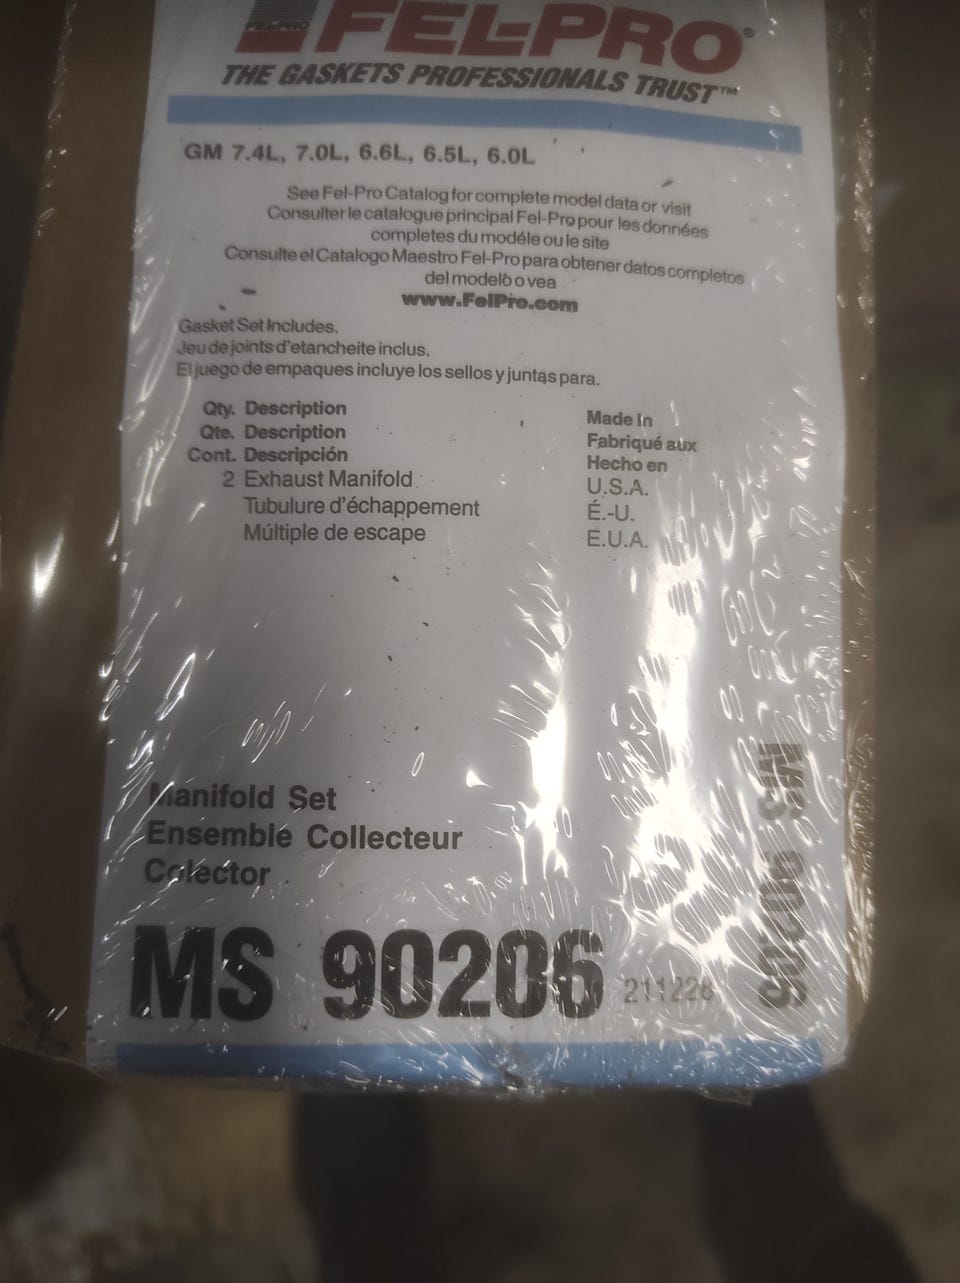 FEL-PRO
FEL-PRO®
THE GASKETS PROFESSIONALS TRUST™
GM 7.4L, 7.0L, 6.6L, 6.5L, 6.0L
See Fel-Pro Catalog for complete model data or visit
Consulter le catalogue principal Fel-Pro pour les données
completes du modéle ou le site
Consulte el Catalogo Maestro Fel-Pro para obtener datos completos
del modelo o vea
www.FelPro.com
Gasket Set Includes.
Jeu de joints d'etancheite inclus.
El juego de empaques incluye los sellos y juntas para.
Qty. Description Made in
Qte. Description Fabriqué aux
Cont. Descripción Hecho en
2 Exhaust Manifold U.S.A.
Tubulure d'échappement É.-U.
Múltiple de escape E.U.A.
Manifold Set
Ensemble Collecteur
Colector
MS 90206 211228
MS 90206